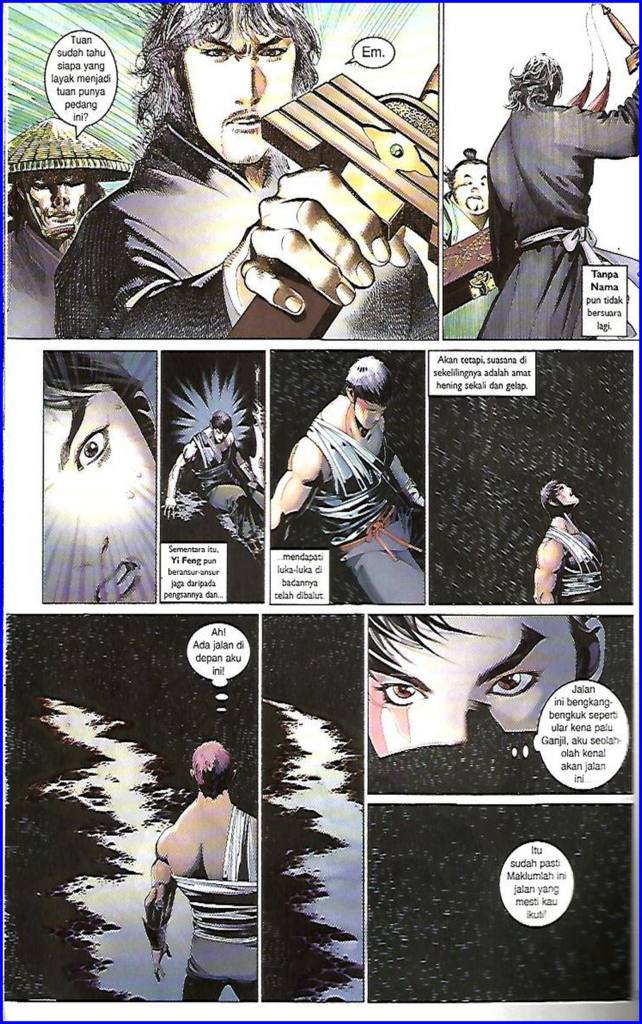 Tuan
sudah tahu
siapa yang
layak menjadi
tuan punya
pedang
ini?
Em.
Tanpa
Nama
pun tidak
bersuara
lagi.
Sementara itu,
Yi Feng pun
beransur-ansur
jaga daripada
pengsannya dan...
...mendapati
luka-luka di
badannya
telah dibalut.
Akan tetapi, suasana di
sekelilingnya adalah amat
hening sekali dan gelap.
Ah!
Ada jalan di
depan aku
ini!
Jalan
ini bengkang-
bengkuk seperti
ular kena palu.
Ganjil, aku seolah-
olah kenal
akan jalan
ini...
Itu
sudah pasti.
Maklumlah ini
jalan yang
mesti kau
ikuti!